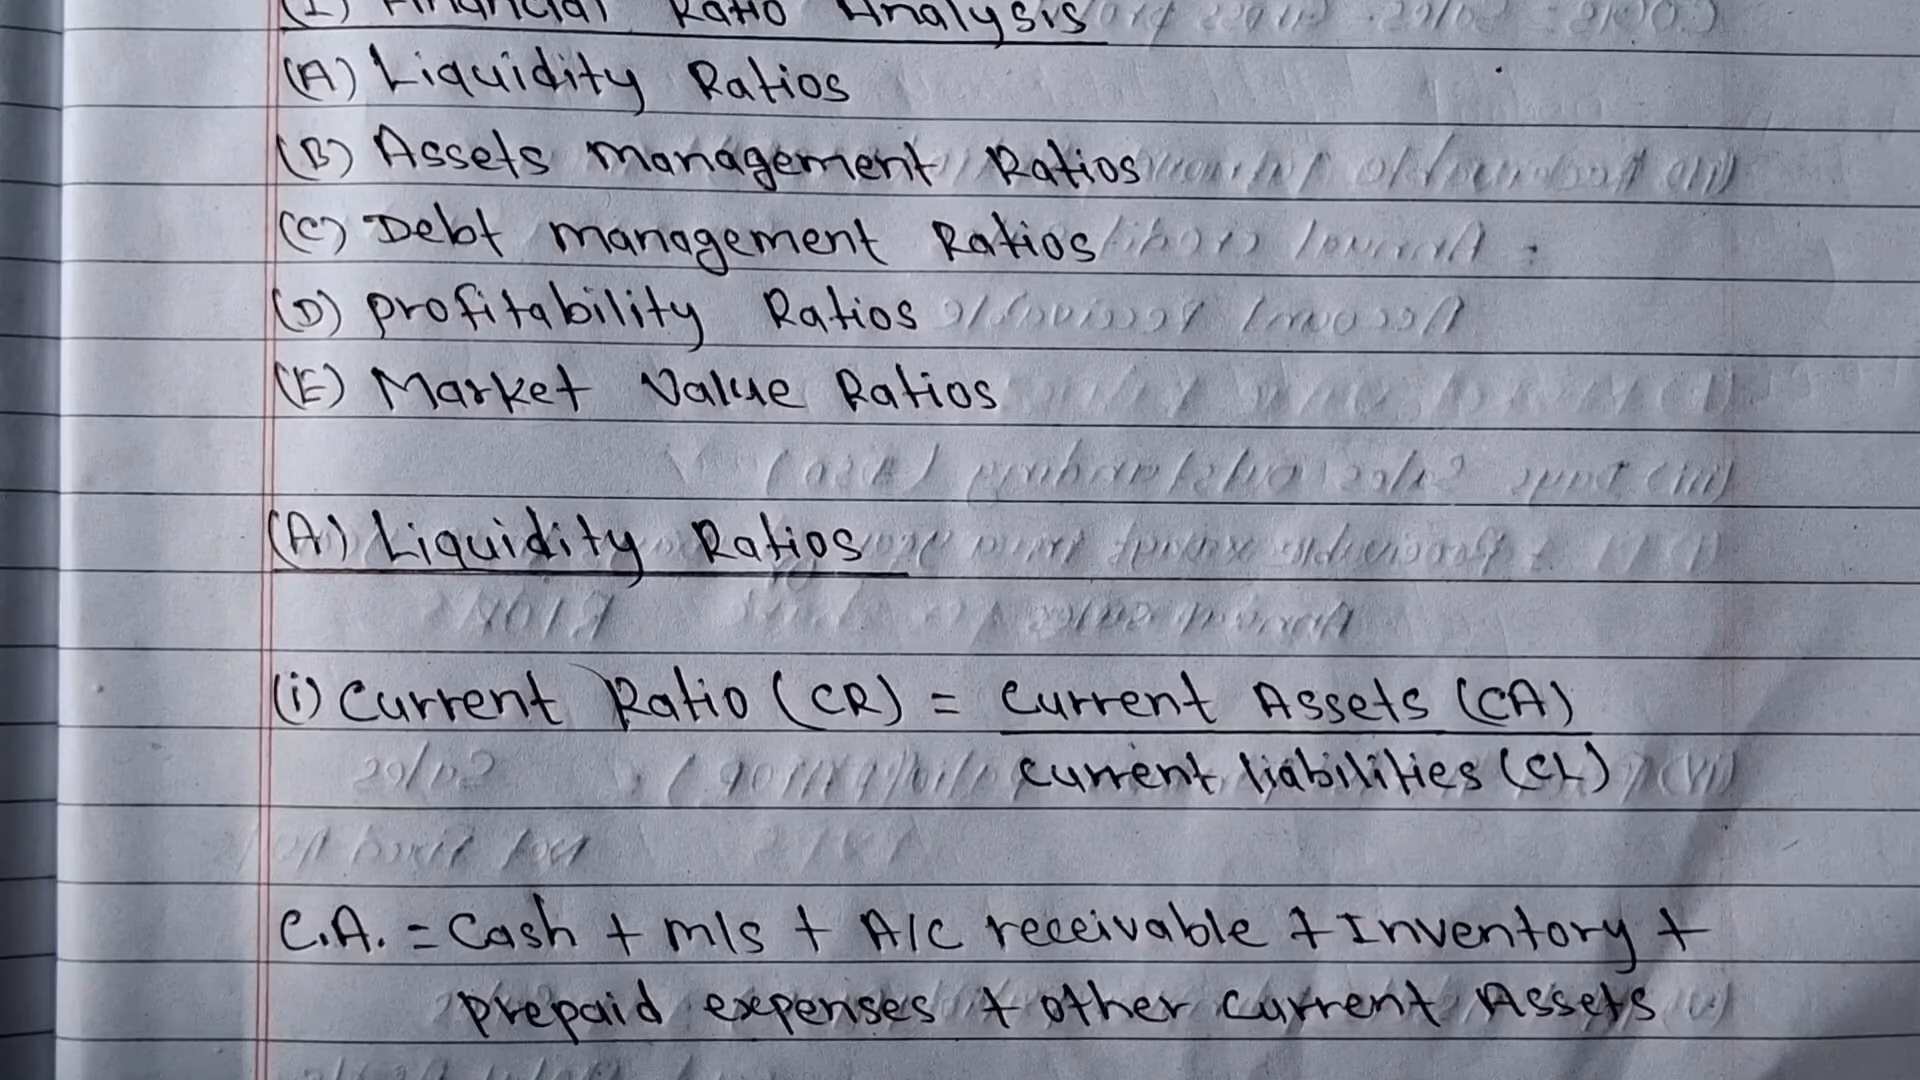 (I) Financial Ratio Analysis
(A) Liquidity Ratios
(B) Assets management Ratios
(C) Debt management Ratios
(D) profitability Ratios
(E) Market Value Ratios
(A) Liquidity Ratios
(i) Current Ratio (CR) = Current Assets (CA)
current liabilities (CL)
C.A. = Cash + m/s + A/C receivable + Inventory +
prepaid expenses + other current Assets